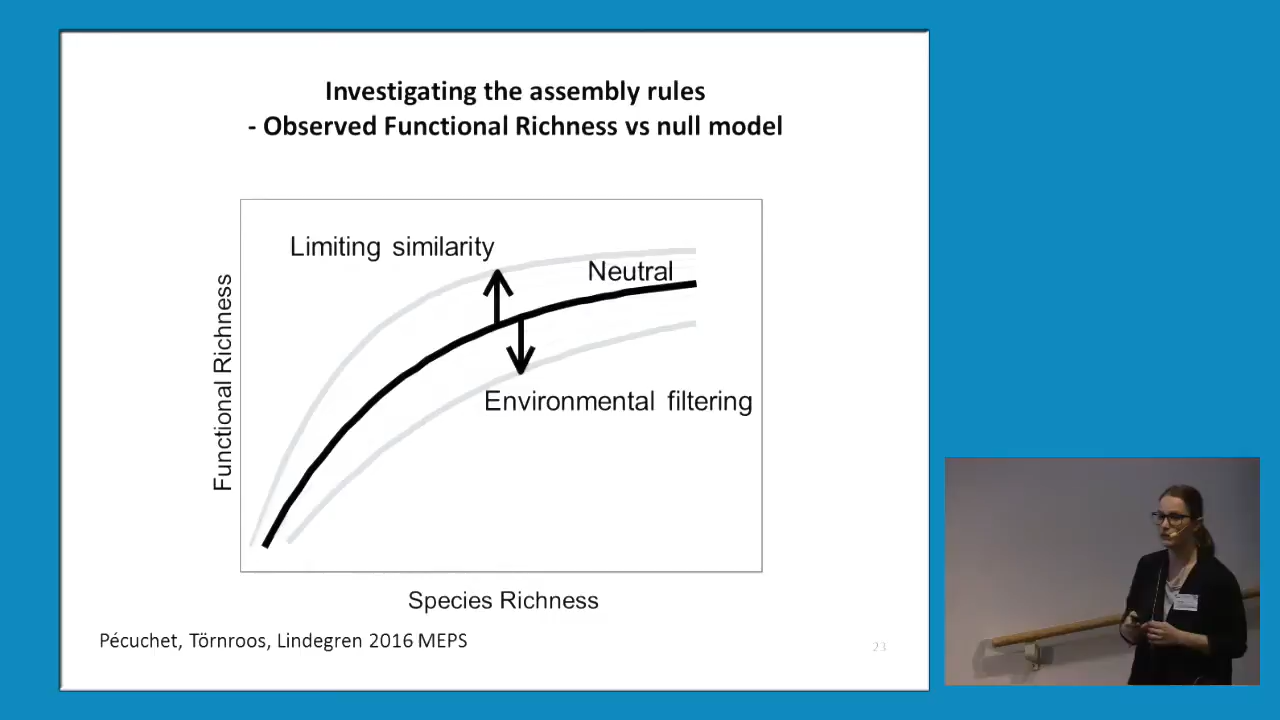 Investigating the assembly rules
- Observed Functional Richness vs null model
Limiting similarity
Neutral
Environmental filtering
Functional Richness
Species Richness
Pécuchet, Törnroos, Lindegren 2016 MEPS
23